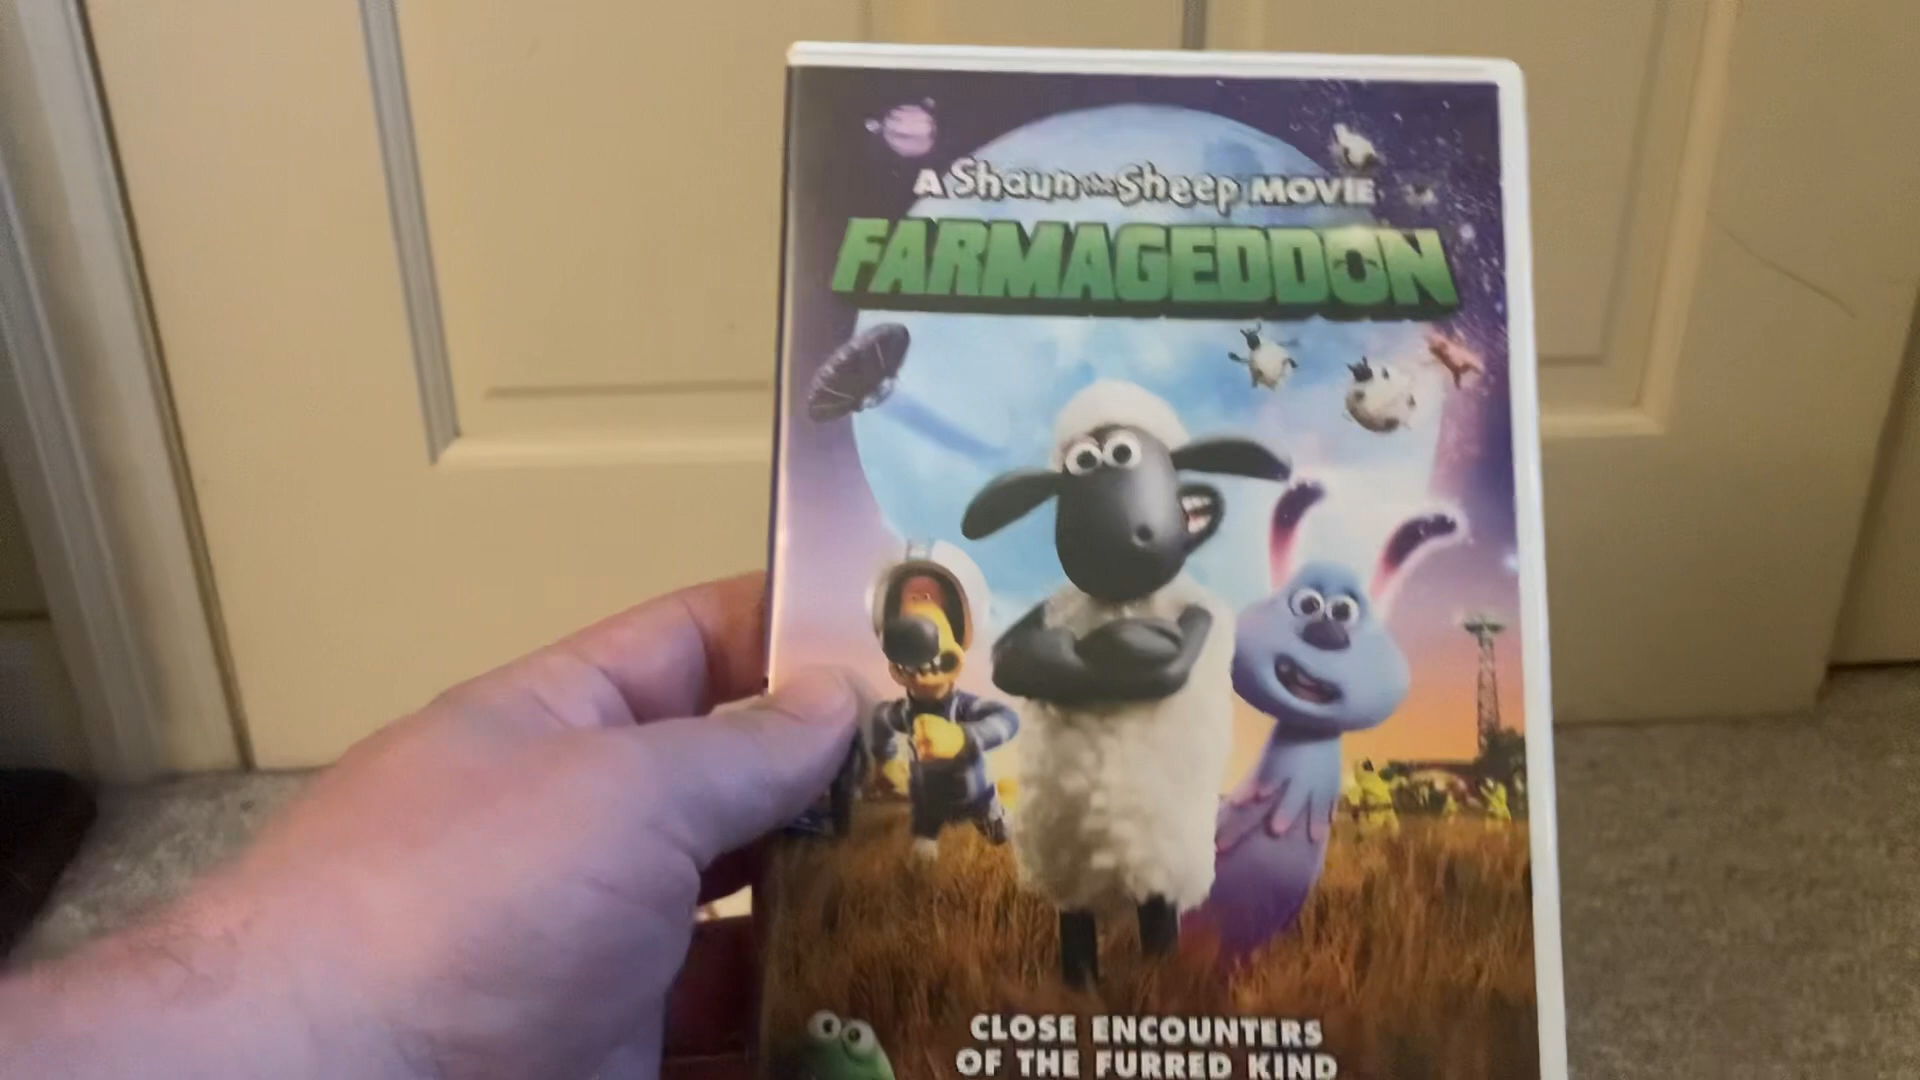 A Shaun the Sheep MOVIE
FARMAGEDDON
CLOSE ENCOUNTERS
OF THE FURRED KIND